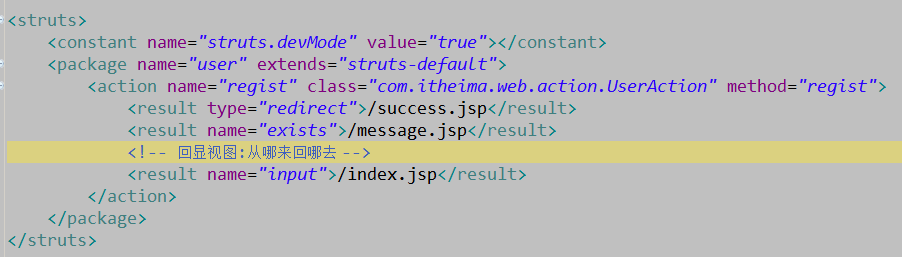 <struts>
<constant name="struts.devMode" value="true"></constant>
<package name="user" extends="struts-default">
<action name="regist" class="com.itheima.web.action.UserAction" method="regist">
<result type="redirect">/success.jsp</result>
<result name="exists">/message.jsp</result>
<!-- 回显视图:从哪来回哪去 -->
<result name="input">/index.jsp</result>
</action>
</package>
</struts>